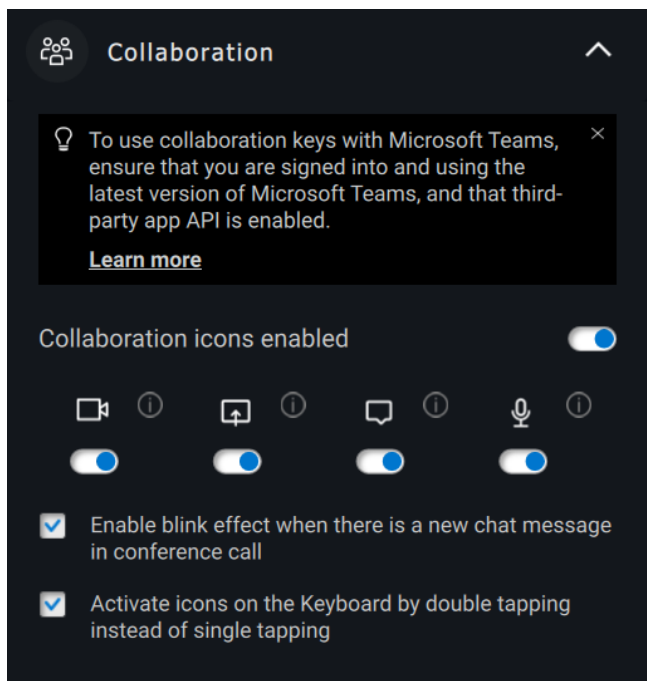 Collaboration
To use collaboration keys with Microsoft Teams,
ensure that you are signed into and using the
latest version of Microsoft Teams, and that third-
party app API is enabled.
Learn more
Collaboration icons enabled
Enable blink effect when there is a new chat message
in conference call
Activate icons on the Keyboard by double tapping
instead of single tapping